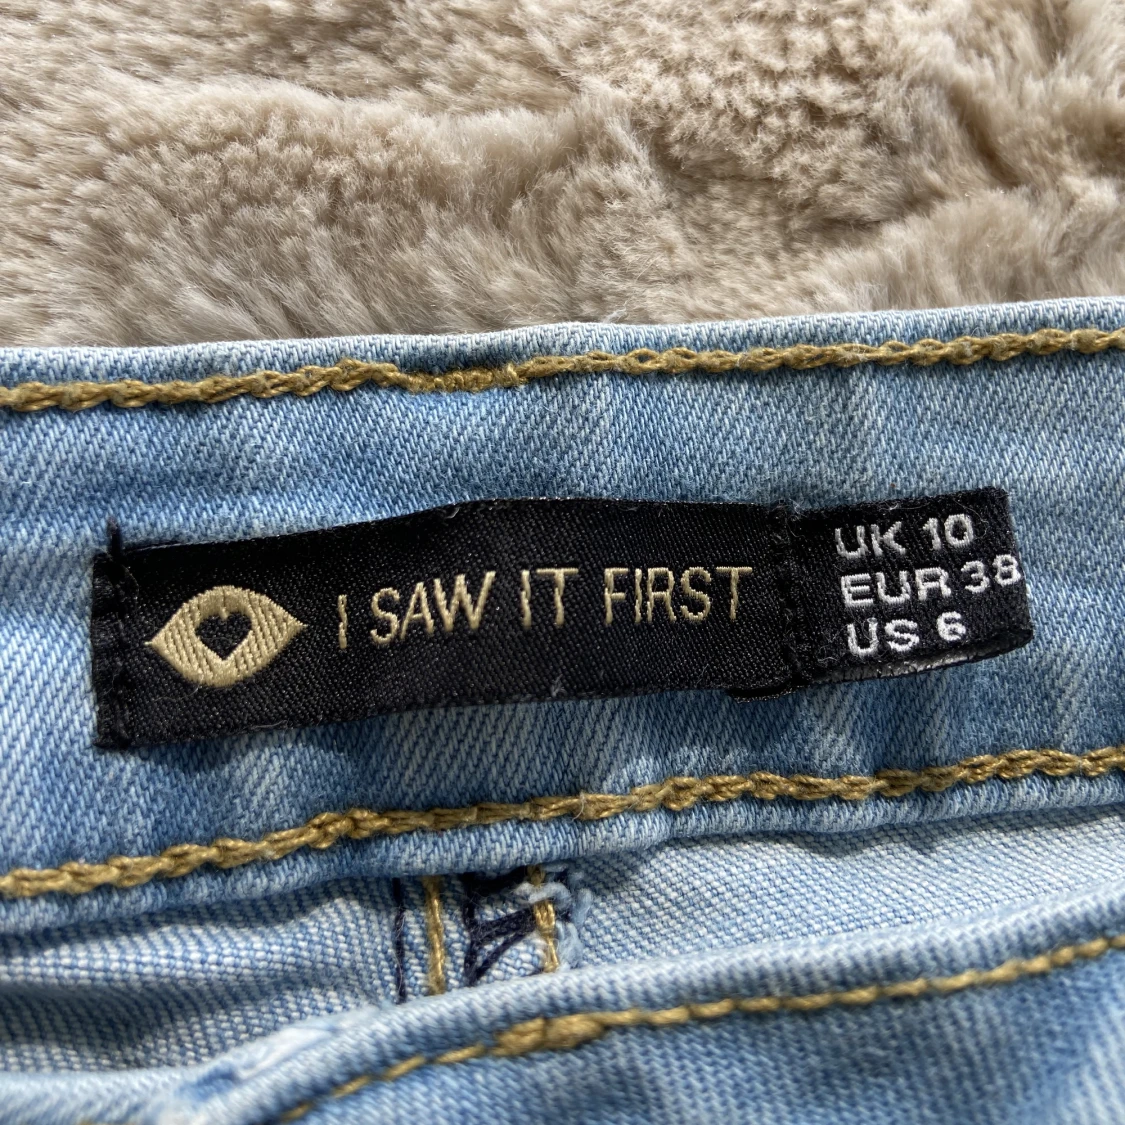 I SAW IT FIRST
UK 10
EUR 38
US 6